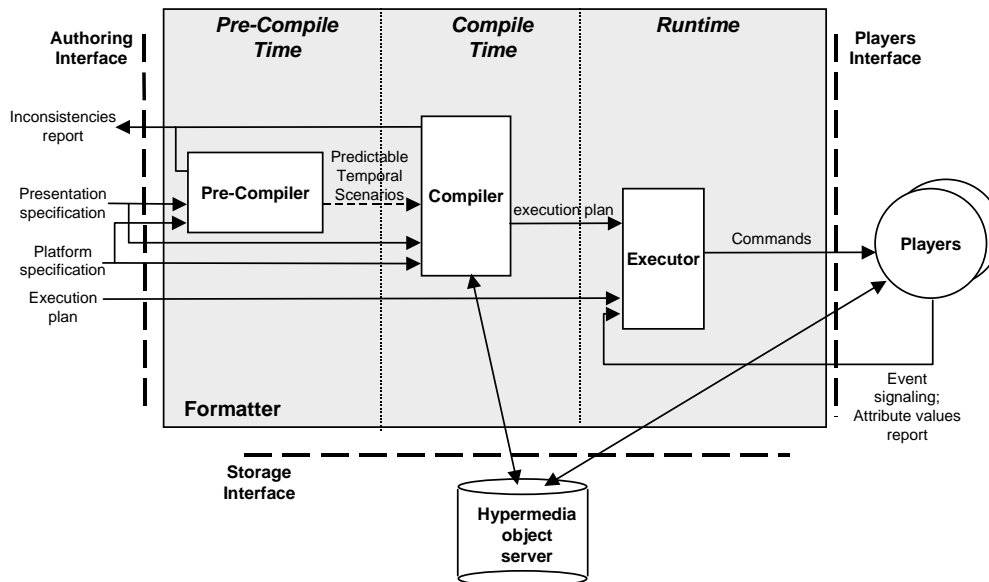 Pre-Compile
Time
Compile
Time
Runtime
Authoring
Interface
Players
Interface
Inconsistencies
report
Predictable
Temporal
Scenarios
Pre-Compiler
Compiler
Presentation
specification
execution plan
Commands
Players
Platform
specification
Executor
Execution
plan
Event
signaling;
Attribute values
report
Formatter
Storage
Interface
Hypermedia
object
server